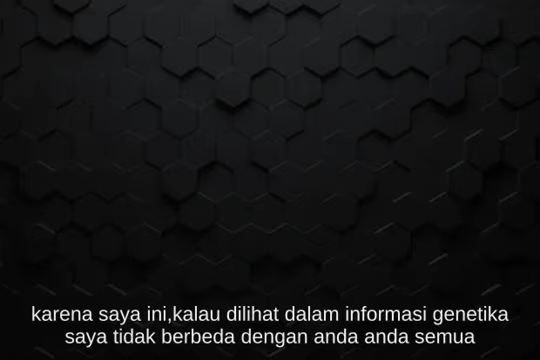 karena saya ini,kalau dilihat dalam informasi genetika
saya tidak berbeda dengan anda anda semua